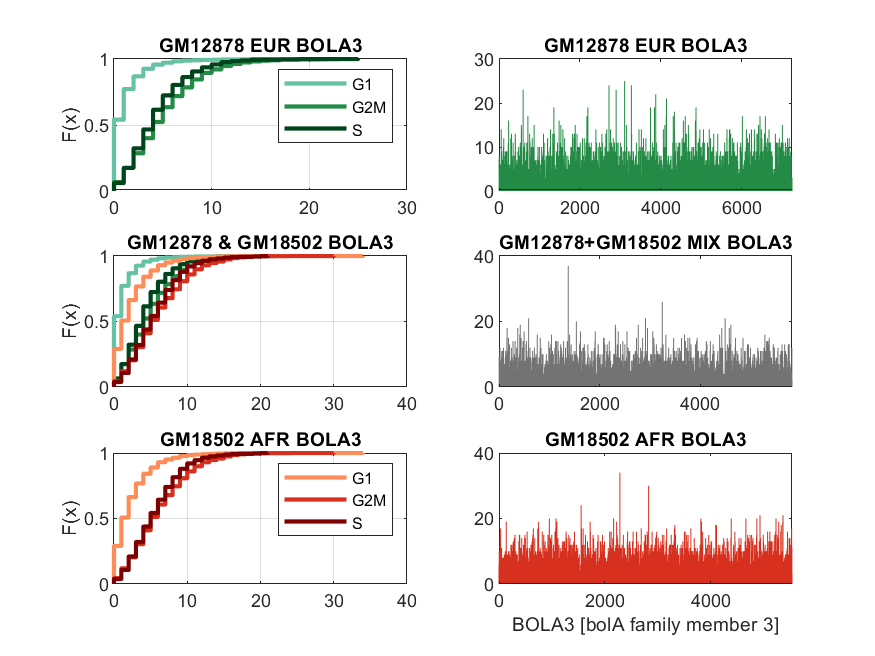 GM12878 EUR BOLA3
F(x)
1
0.5
0
0 10 20 30
G1
G2M
S
GM12878 EUR BOLA3
30
20
10
0
0 2000 4000 6000
GM12878 & GM18502 BOLA3
F(x)
1
0.5
0
0 10 20 30 40
GM12878+GM18502 MIX BOLA3
40
20
0
0 2000 4000
GM18502 AFR BOLA3
F(x)
1
0.5
0
0 10 20 30 40
G1
G2M
S
GM18502 AFR BOLA3
40
20
0
0 2000 4000
BOLA3 [bolA family member 3]